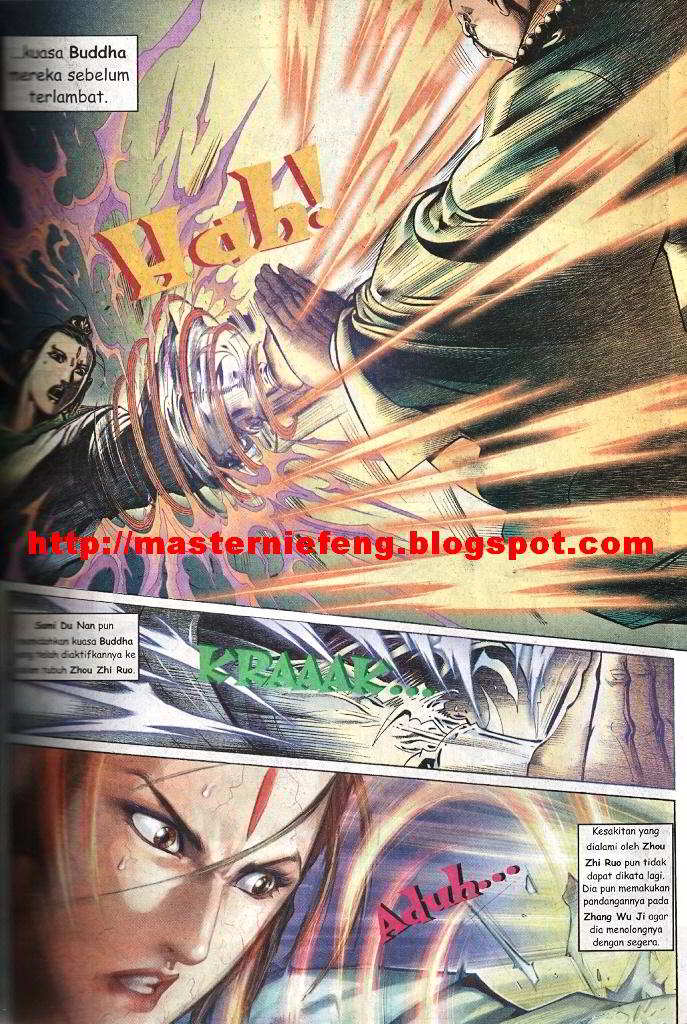 ...kuasa Buddha
mereka sebelum
terlambat.
Hah!
http://masterniefeng.blogspot.com
Sami Du Nan pun
kuasa Buddha
telah diaktifkannya ke
tubuh Zhou Zhi Ruo.
KRAAAK...
Kesakitan yang
dialami oleh Zhou
Zhi Ruo pun tidak
dapat dikata lagi.
Dia pun memakukan
pandangannya pada
Zhang Wu Ji agar
dia menolongnya
dengan segera.
Aduh...